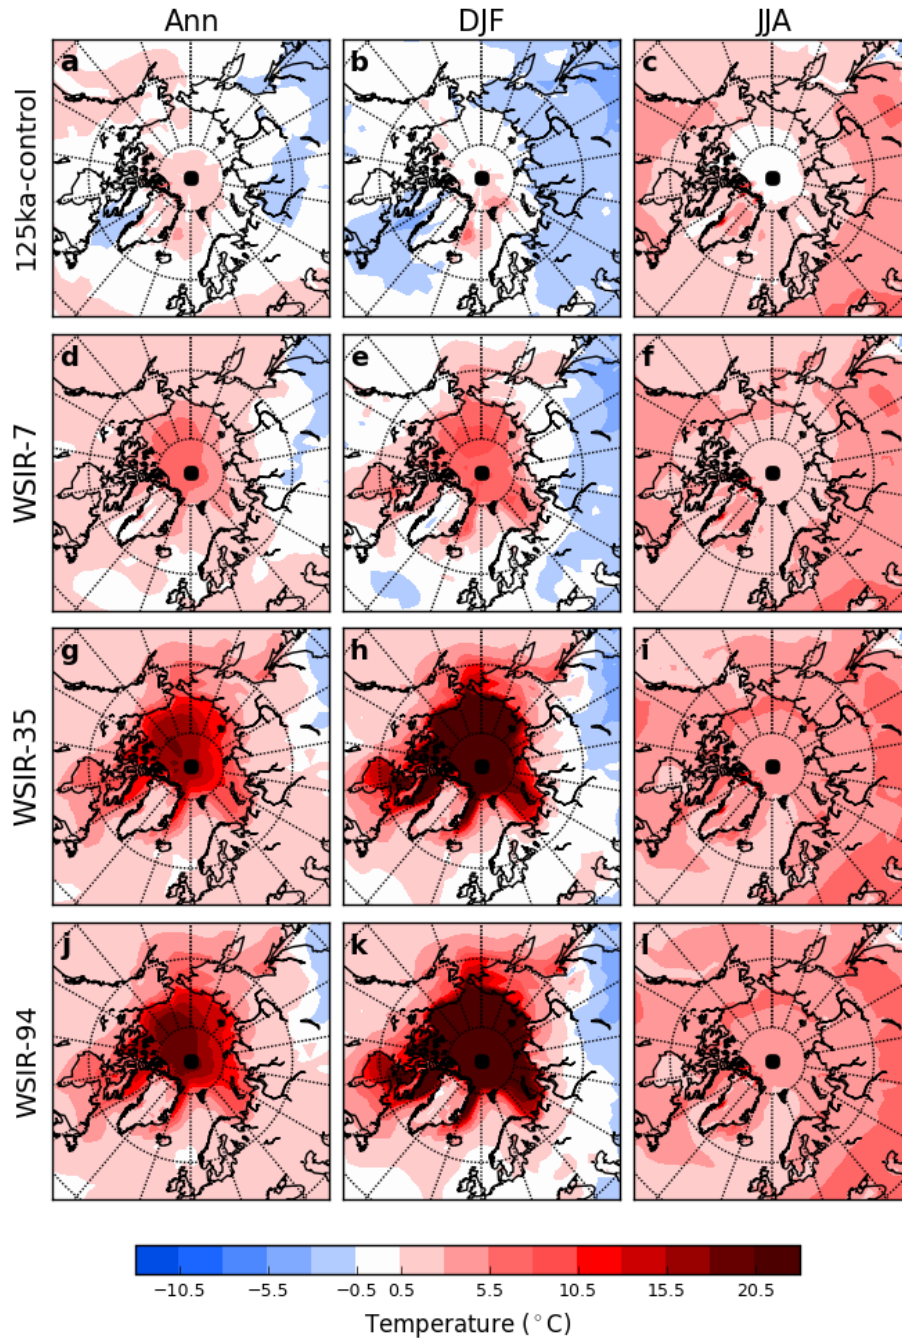 Ann DJF JJA
125ka-control
a b c
WSIR-7
d e f
WSIR-35
g h i
WSIR-94
j k l
−10.5 −5.5 −0.5 0.5 5.5 10.5 15.5 20.5
Temperature (°C)